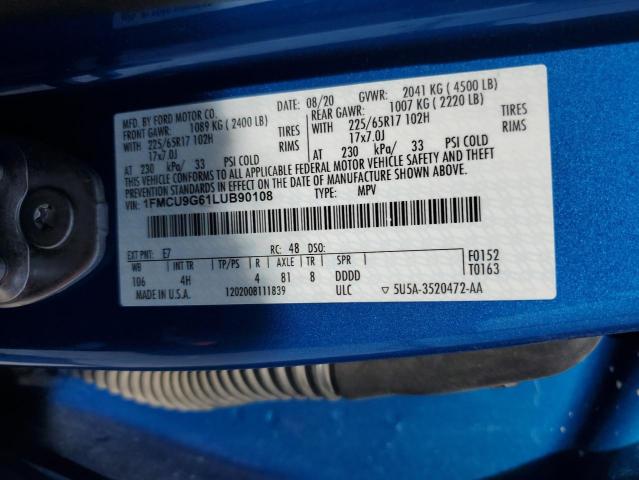 MFD. BY FORD MOTOR CO.
DATE: 08/20 GVWR: 2041 KG ( 4500 LB)
FRONT GAWR: 1089 KG ( 2400 LB) REAR GAWR: 1007 KG ( 2220 LB)
WITH 225/65R17 102H TIRES WITH 225/65R17 102H TIRES
17x7.0J RIMS 17x7.0J RIMS
AT 230 kPa/ 33 PSI COLD AT 230 kPa/ 33 PSI COLD
THIS VEHICLE CONFORMS TO ALL APPLICABLE FEDERAL MOTOR VEHICLE SAFETY AND THEFT
PREVENTION STANDARDS IN EFFECT ON THE DATE OF MANUFACTURE SHOWN ABOVE.
VIN: 1FMCU9G61LUB90108 TYPE: MPV
EXT PNT: E7 RC: 48 DSO: F0152
WB INT TR TP/PS R AXLE TR SPR T0163
106 4H 4 81 8 DDDD
MADE IN U.S.A. 1202008111839 ULC ▽ 5U5A-3520472-AA